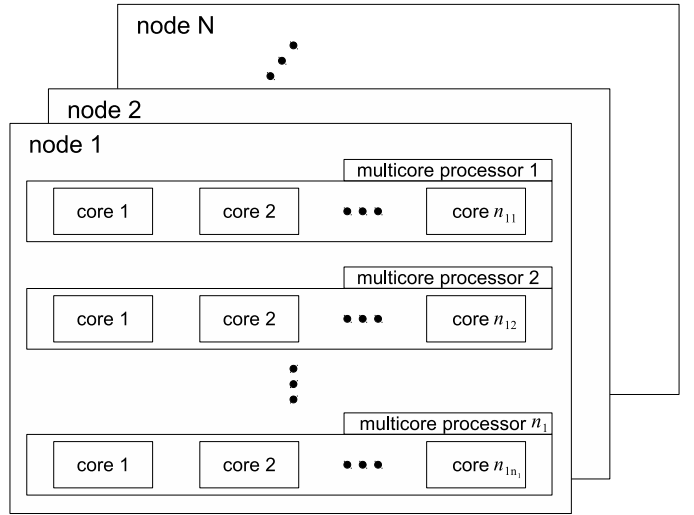 node N
node 2
node 1
multicore processor 1
core 1 core 2 core n₁₁
multicore processor 2
core 1 core 2 core n₁₂
multicore processor n₁
core 1 core 2 core n₁ₙ₁